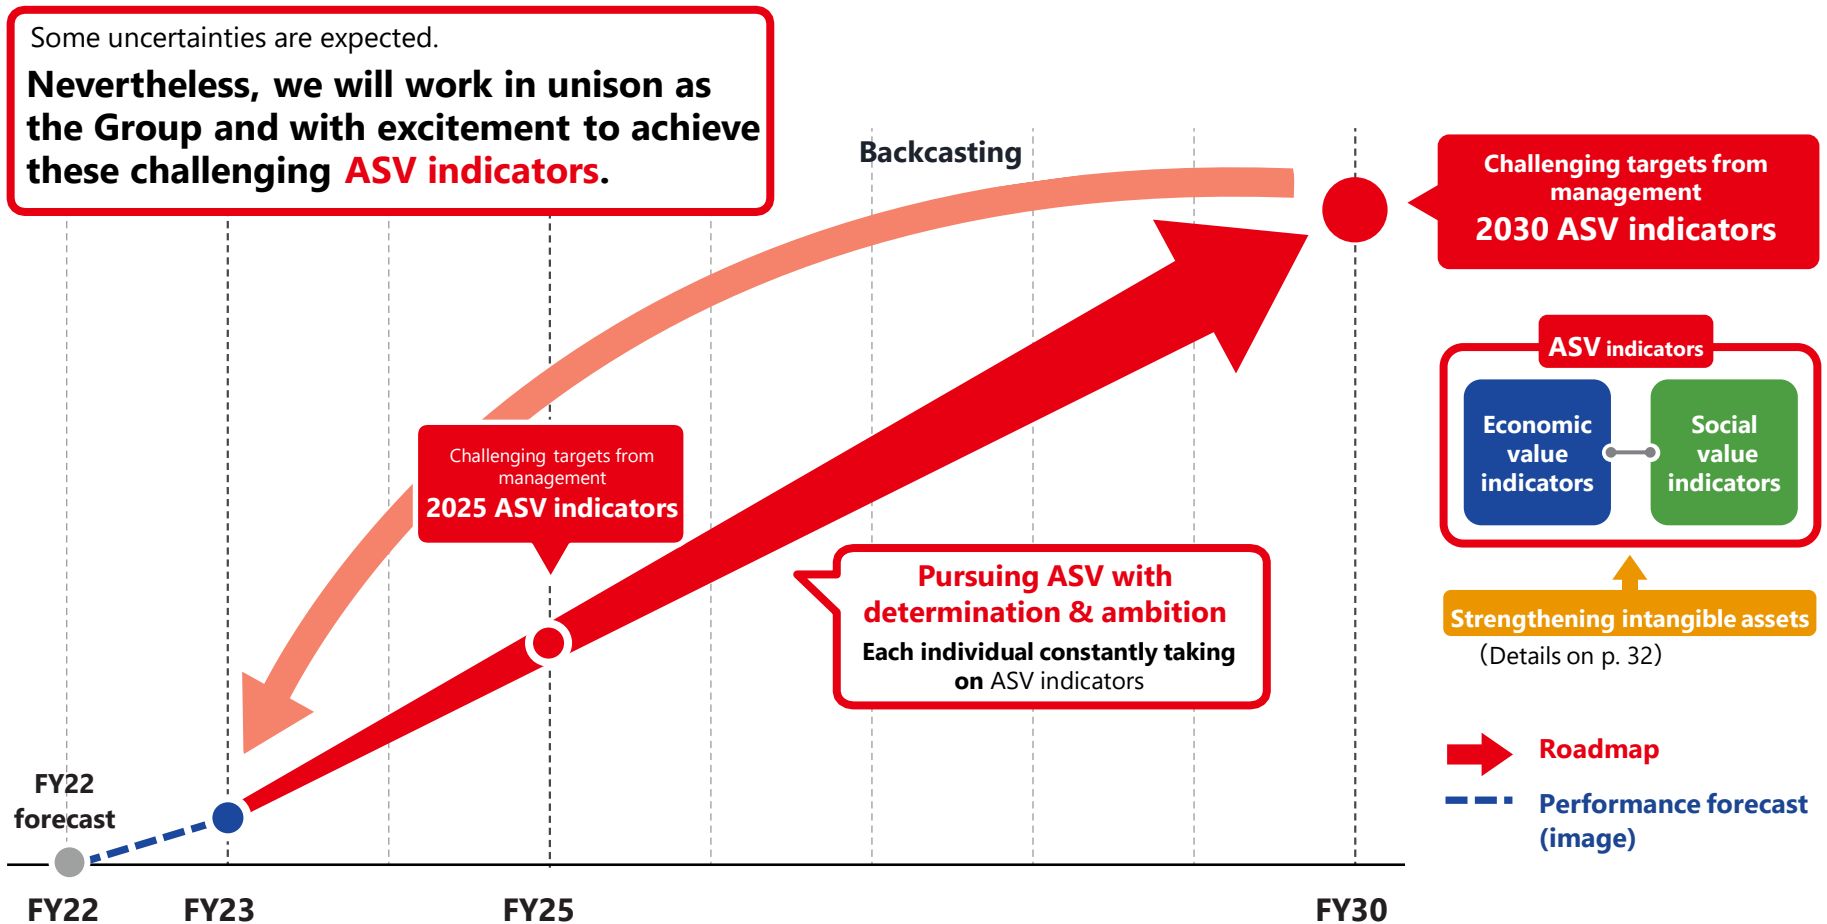 Some uncertainties are expected.
Nevertheless, we will work in unison as
the Group and with excitement to achieve
these challenging ASV indicators.
Backcasting
Challenging targets from
management
2030 ASV indicators
ASV indicators
Economic
value
indicators
Social
value
indicators
Strengthening intangible assets
(Details on p. 32)
Challenging targets from
management
2025 ASV indicators
Pursuing ASV with
determination & ambition
Each individual constantly taking
on ASV indicators
Roadmap
Performance forecast
(image)
FY22
forecast
FY22
FY23
FY25
FY30